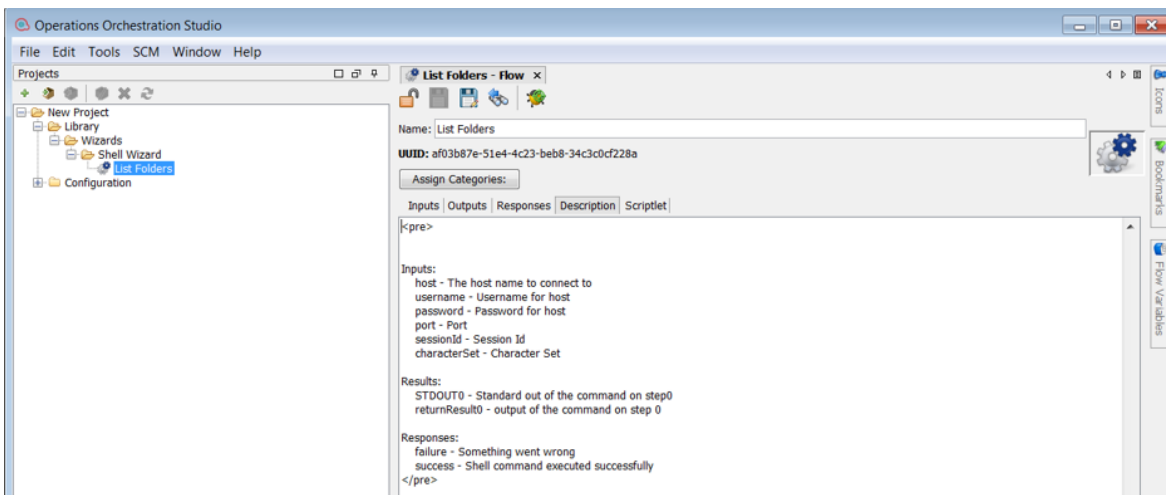 Operations Orchestration Studio
File Edit Tools SCM Window Help
Projects
New Project
Library
Wizards
Shell Wizard
List Folders
Configuration
List Folders - Flow
Name: List Folders
UUID: af03b87e-51e4-4c23-beb8-34c3c0cf228a
Assign Categories:
Inputs Outputs Responses Description Scriptlet
<pre>
Inputs:
host - The host name to connect to
username - Username for host
password - Password for host
port - Port
sessionId - Session Id
characterSet - Character Set
Results:
STDOUT0 - Standard out of the command on step0
returnResult0 - output of the command on step 0
Responses:
failure - Something went wrong
success - Shell command executed successfully
</pre>
Icons
Bookmarks
Flow Variables